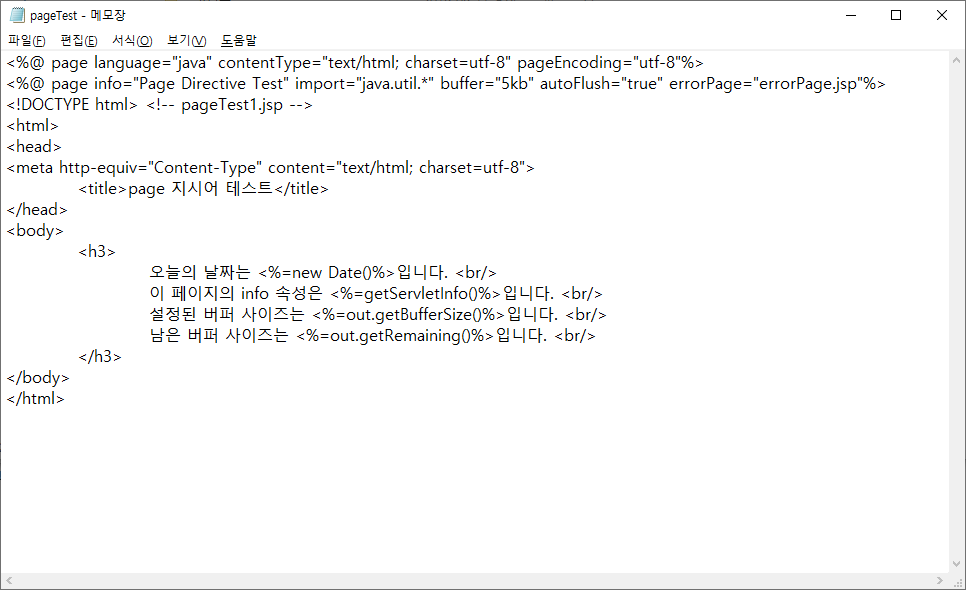 pageTest - 메모장
파일(F) 편집(E) 서식(O) 보기(V) 도움말
<%@ page language="java" contentType="text/html; charset=utf-8" pageEncoding="utf-8"%>
<%@ page info="Page Directive Test" import="java.util.*" buffer="5kb" autoFlush="true" errorPage="errorPage.jsp"%>
<!DOCTYPE html> <!-- pageTest1.jsp -->
<html>
<head>
<meta http-equiv="Content-Type" content="text/html; charset=utf-8">
<title>page 지시어 테스트</title>
</head>
<body>
<h3>
오늘의 날짜는 <%=new Date()%>입니다. <br/>
이 페이지의 info 속성은 <%=getServletInfo()%>입니다. <br/>
설정된 버퍼 사이즈는 <%=out.getBufferSize()%>입니다. <br/>
남은 버퍼 사이즈는 <%=out.getRemaining()%>입니다. <br/>
</h3>
</body>
</html>